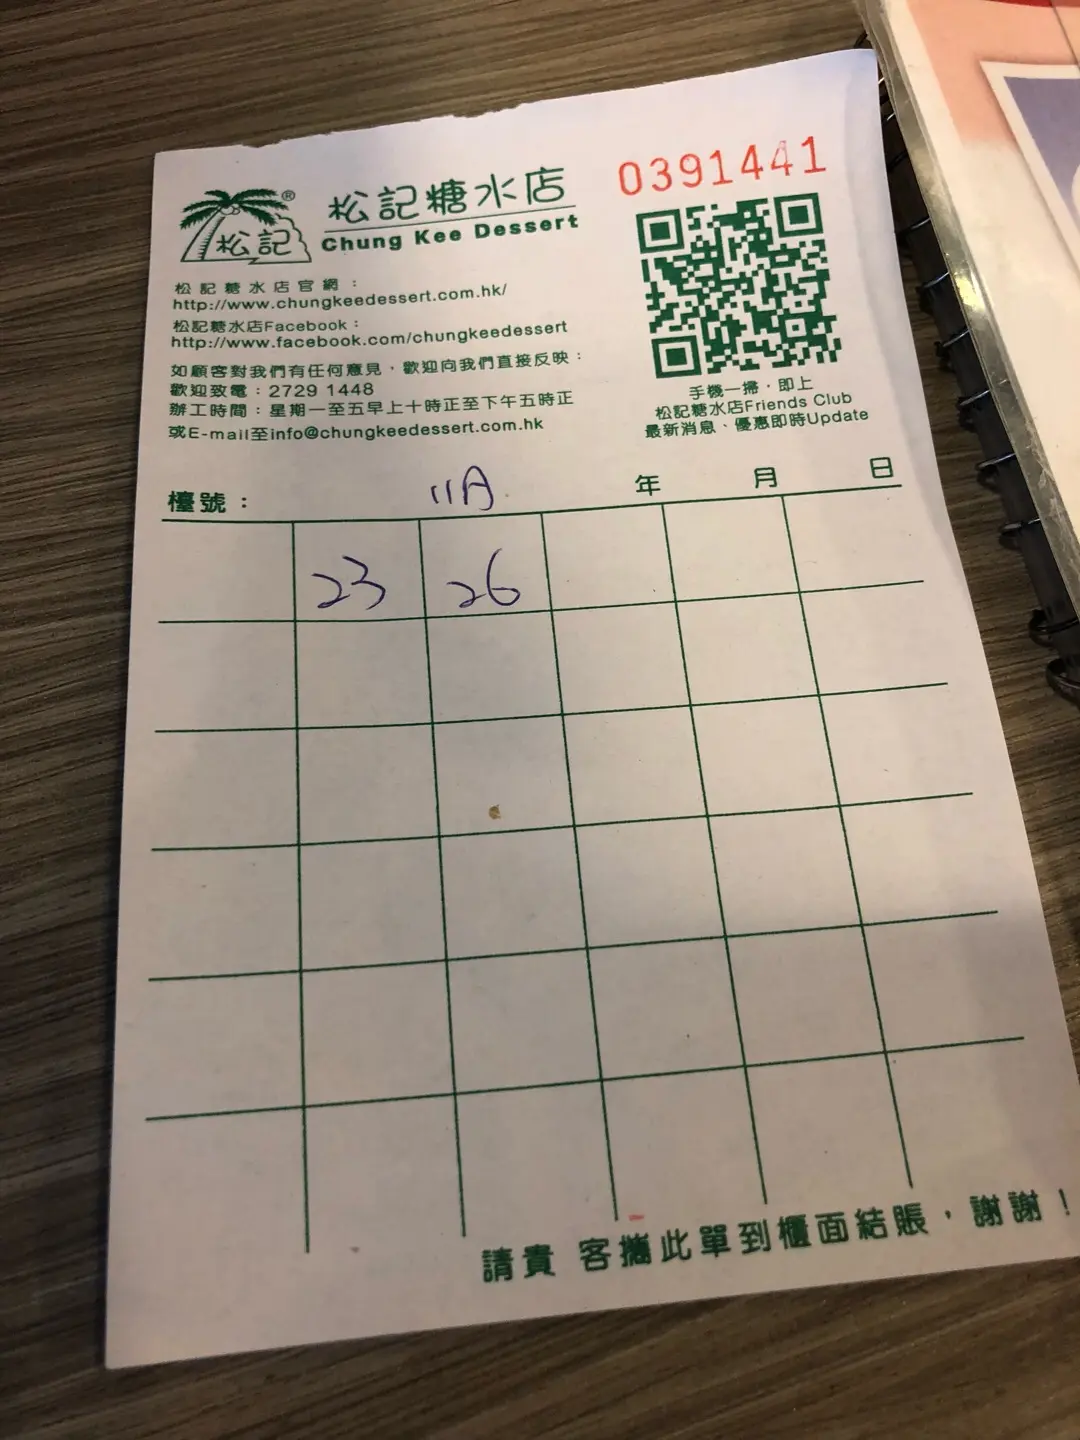 0391441
松記®
松記糖水店
Chung Kee Dessert
松記糖水店官網：
http://www.chungkeedessert.com.hk/
松記糖水店Facebook：
http://www.facebook.com/chungkeedessert
如顧客對我們有任何意見，歡迎向我們直接反映：
歡迎致電：2729 1448
辦工時間：星期一至五早上十時正至下午五時正
或E-mail至info@chungkeedessert.com.hk
手機一掃．即上
松記糖水店Friends Club
最新消息、優惠即時Update
檯號： 11A 年 月 日
23 26
請貴 客攜此單到櫃面結賬，謝謝！